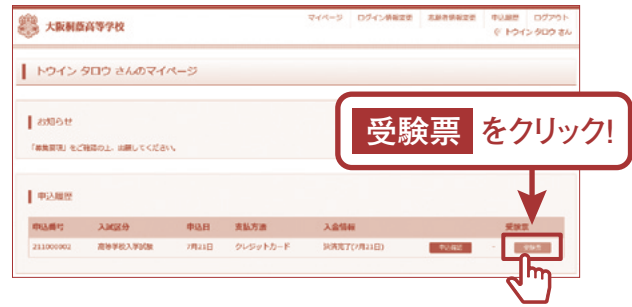 大阪桐蔭高等学校
マイページ ログイン情報変更 志願者情報変更 申込履歴 ログアウト
トウイン タロウ さん
トウイン タロウ さんのマイページ
お知らせ
「募集要項」をご確認の上、出願してください。
受験票 をクリック!
申込履歴
申込番号 入試区分 申込日 支払方法 入金情報 受験票
211000002 高等学校入学試験 7月21日 クレジットカード 決済完了(7月21日) 申込確認 - 受験票